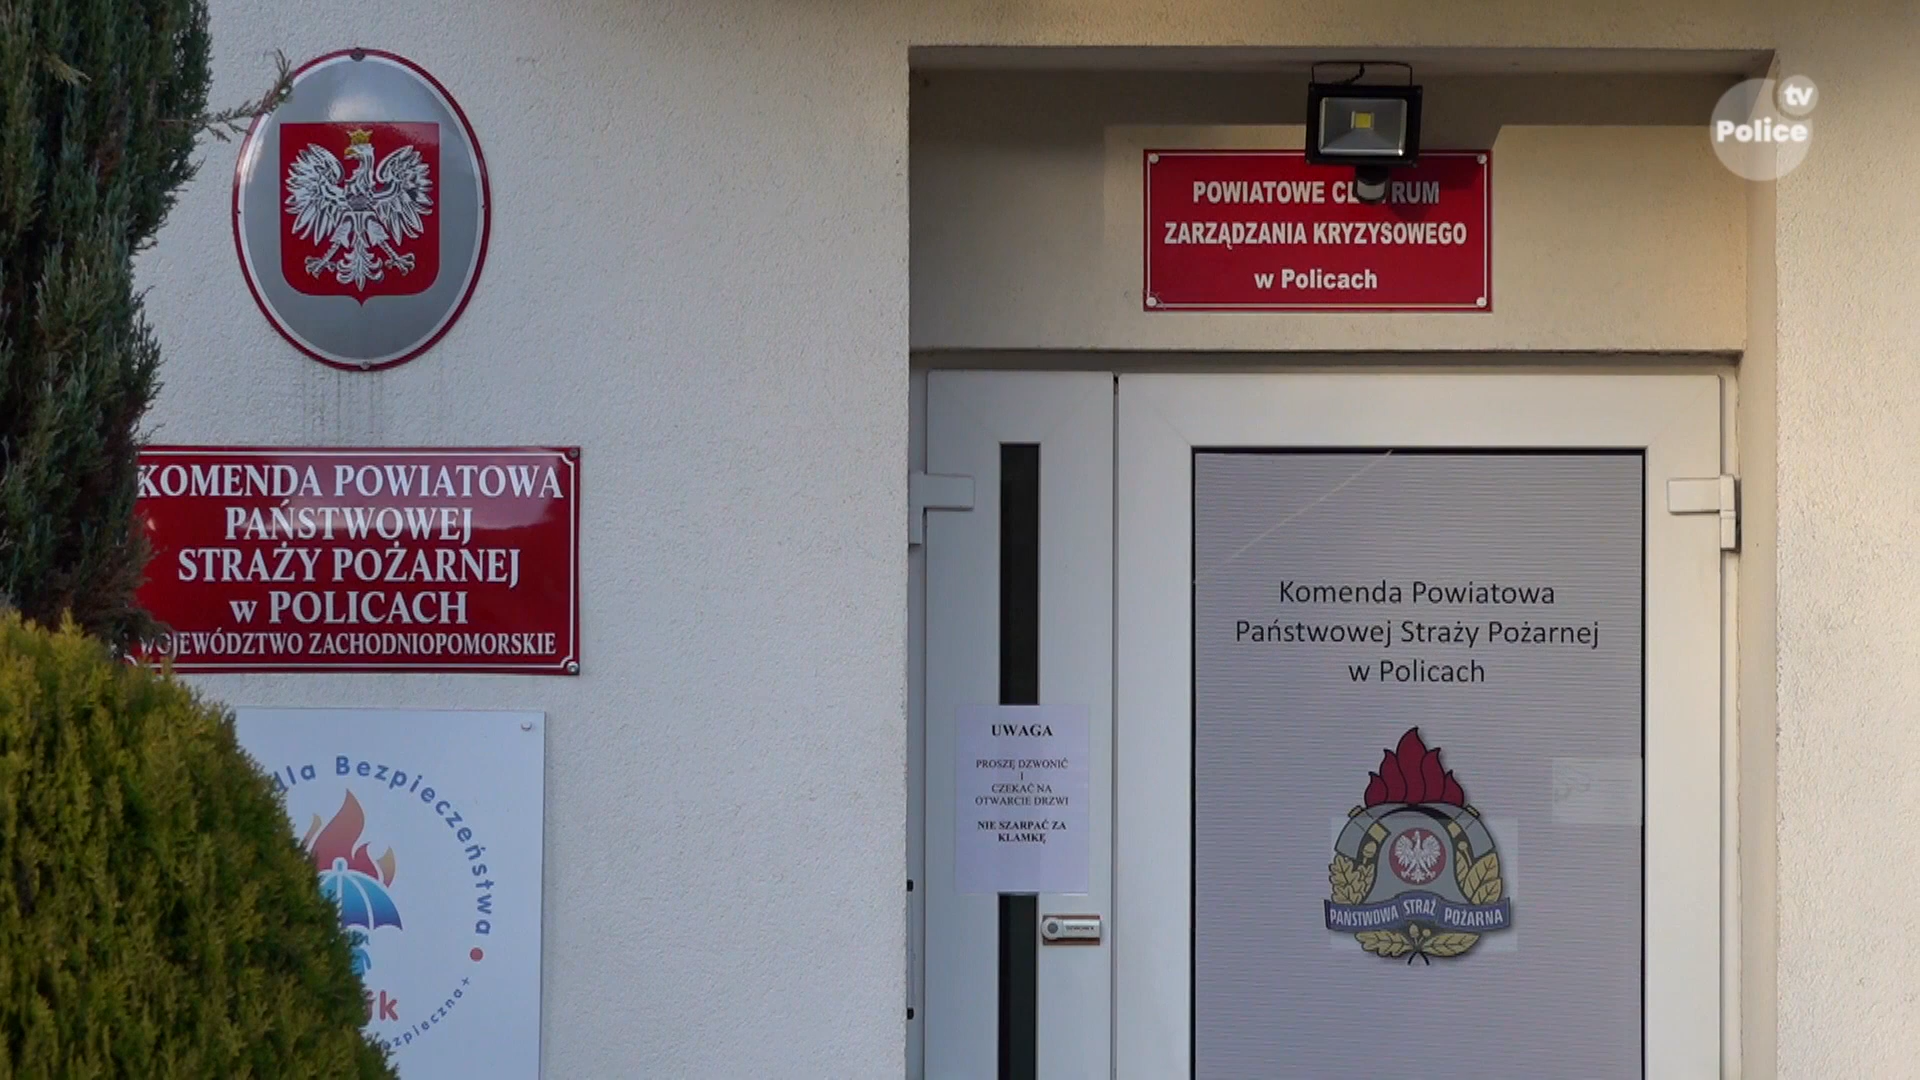 tv
Police
POWIATOWE CENTRUM
ZARZĄDZANIA KRYZYSOWEGO
w Policach
KOMENDA POWIATOWA
PAŃSTWOWEJ
STRAŻY POŻARNEJ
w POLICACH
WOJEWÓDZTWO ZACHODNIOPOMORSKIE
Komenda Powiatowa
Państwowej Straży Pożarnej
w Policach
UWAGA
PROSZĘ DZWONIĆ
I
CZEKAĆ NA
OTWARCIE DRZWI
NIE SZARPAĆ ZA
KLAMKĘ
PAŃSTWOWA STRAŻ POŻARNA
dla Bezpieczeństwa